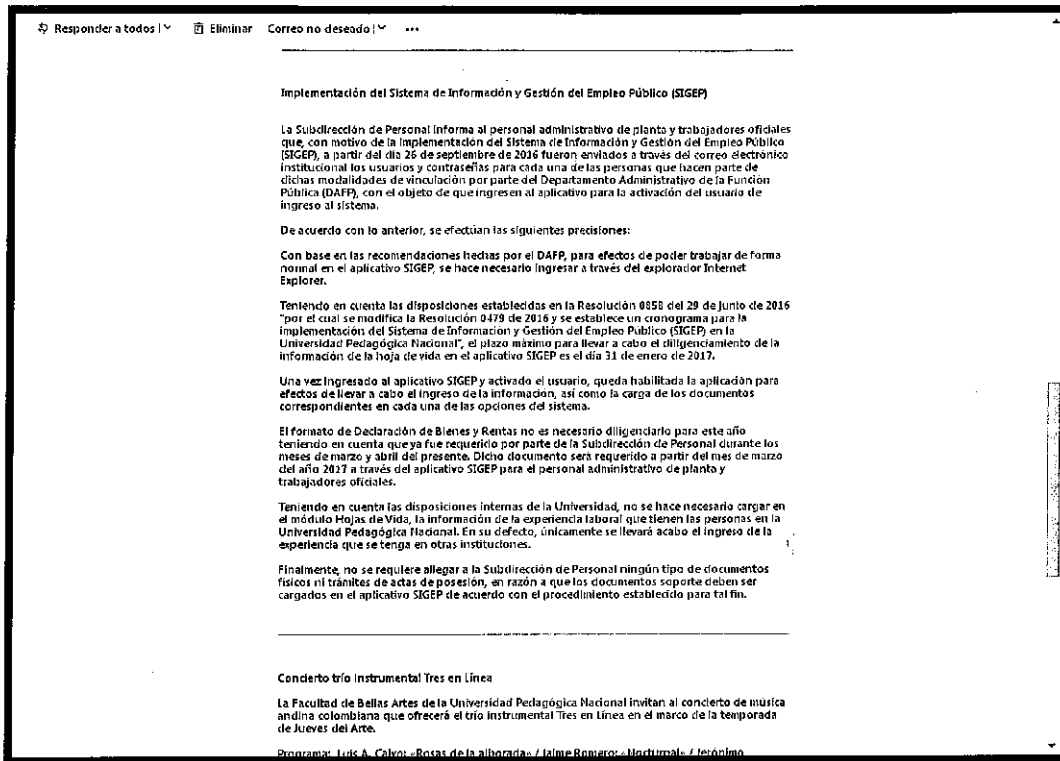 Responder a todos | Eliminar Correo no deseado | ...
Implementación del Sistema de Información y Gestión del Empleo Público (SIGEP)
La Subdirección de Personal informa al personal administrativo de planta y trabajadores oficiales
que, con motivo de la implementación del Sistema de Información y Gestión del Empleo Público
(SIGEP), a partir del día 26 de septiembre de 2016 fueron enviados a través del correo electrónico
institucional los usuarios y contraseñas para cada una de las personas que hacen parte de
dichas modalidades de vinculación por parte del Departamento Administrativo de la Función
Pública (DAFP), con el objeto de que ingresen al aplicativo para la activación del usuario de
ingreso al sistema.
De acuerdo con lo anterior, se efectúan las siguientes precisiones:
Con base en las recomendaciones hechas por el DAFP, para efectos de poder trabajar de forma
normal en el aplicativo SIGEP, se hace necesario ingresar a través del explorador Internet
Explorer.
Teniendo en cuenta las disposiciones establecidas en la Resolución 0858 del 29 de junio de 2016
"por el cual se modifica la Resolución 0479 de 2016 y se establece un cronograma para la
implementación del Sistema de Información y Gestión del Empleo Público (SIGEP) en la
Universidad Pedagógica Nacional", el plazo máximo para llevar a cabo el diligenciamiento de la
información de la hoja de vida en el aplicativo SIGEP es el día 31 de enero de 2017.
Una vez ingresado al aplicativo SIGEP y activado el usuario, queda habilitada la aplicación para
efectos de llevar a cabo el ingreso de la información, así como la carga de los documentos
correspondientes en cada una de las opciones del sistema.
El formato de Declaración de Bienes y Rentas no es necesario diligenciarlo para este año
teniendo en cuenta que ya fue requerido por parte de la Subdirección de Personal durante los
meses de marzo y abril del presente. Dicho documento será requerido a partir del mes de marzo
del año 2017 a través del aplicativo SIGEP para el personal administrativo de planta y
trabajadores oficiales.
Teniendo en cuenta las disposiciones internas de la Universidad, no se hace necesario cargar en
el módulo Hojas de Vida, la información de la experiencia laboral que tienen las personas en la
Universidad Pedagógica Nacional. En su defecto, únicamente se llevará acabo el ingreso de la
experiencia que se tenga en otras instituciones.
Finalmente, no se requiere allegar a la Subdirección de Personal ningún tipo de documentos
físicos ni trámites de actas de posesión, en razón a que los documentos soporte deben ser
cargados en el aplicativo SIGEP de acuerdo con el procedimiento establecido para tal fin.
Concierto trío Instrumental Tres en Línea
La Facultad de Bellas Artes de la Universidad Pedagógica Nacional invitan al concierto de música
andina colombiana que ofrecerá el trío instrumental Tres en Línea en el marco de la temporada
de Jueves del Arte.
Programa: Luis A. Calvo: «Rosas de la alborada» / Jaime Romero: «Nocturnal» / Jerónimo